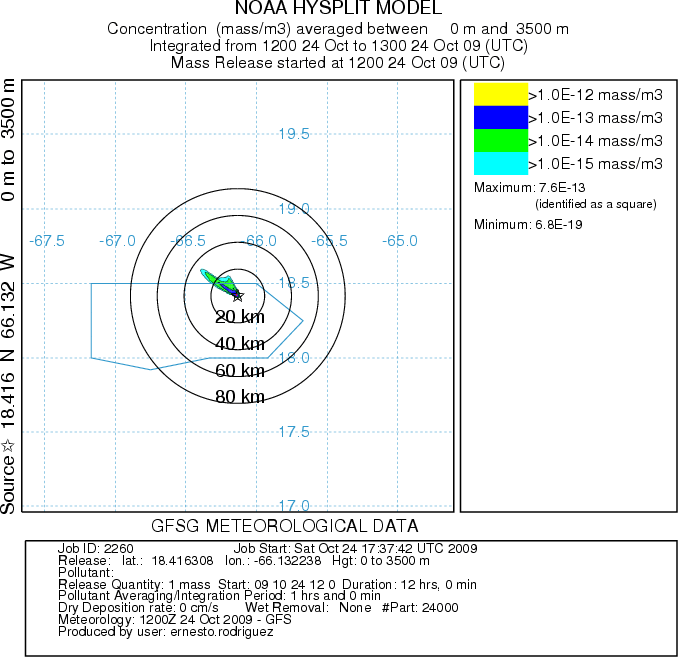 NOAA HYSPLIT MODEL
Concentration (mass/m3) averaged between 0 m and 3500 m
Integrated from 1200 24 Oct to 1300 24 Oct 09 (UTC)
Mass Release started at 1200 24 Oct 09 (UTC)
Source ☆ 18.416 N 66.132 W 0 m to 3500 m
19.5
19.0
-67.5 -67.0 -66.5 -66.0 -65.5 -65.0
18.5
20 km
40 km
18.0
60 km
80 km
17.5
17.0
>1.0E-12 mass/m3
>1.0E-13 mass/m3
>1.0E-14 mass/m3
>1.0E-15 mass/m3
Maximum: 7.6E-13
(identified as a square)
Minimum: 6.8E-19
GFSG METEOROLOGICAL DATA
Job ID: 2260 Job Start: Sat Oct 24 17:37:42 UTC 2009
Release: lat.: 18.416308 lon.: -66.132238 Hgt: 0 to 3500 m
Pollutant:
Release Quantity: 1 mass Start: 09 10 24 12 0 Duration: 12 hrs, 0 min
Pollutant Averaging/Integration Period: 1 hrs and 0 min
Dry Deposition rate: 0 cm/s Wet Removal: None #Part: 24000
Meteorology: 1200Z 24 Oct 2009 - GFS
Produced by user: ernesto.rodriguez